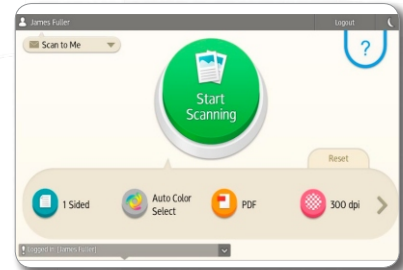 James Fuller
Logout
Scan to Me
?
Start
Scanning
Reset
1 Sided
Auto Color
Select
PDF
300 dpi
Logged in: [James Fuller]